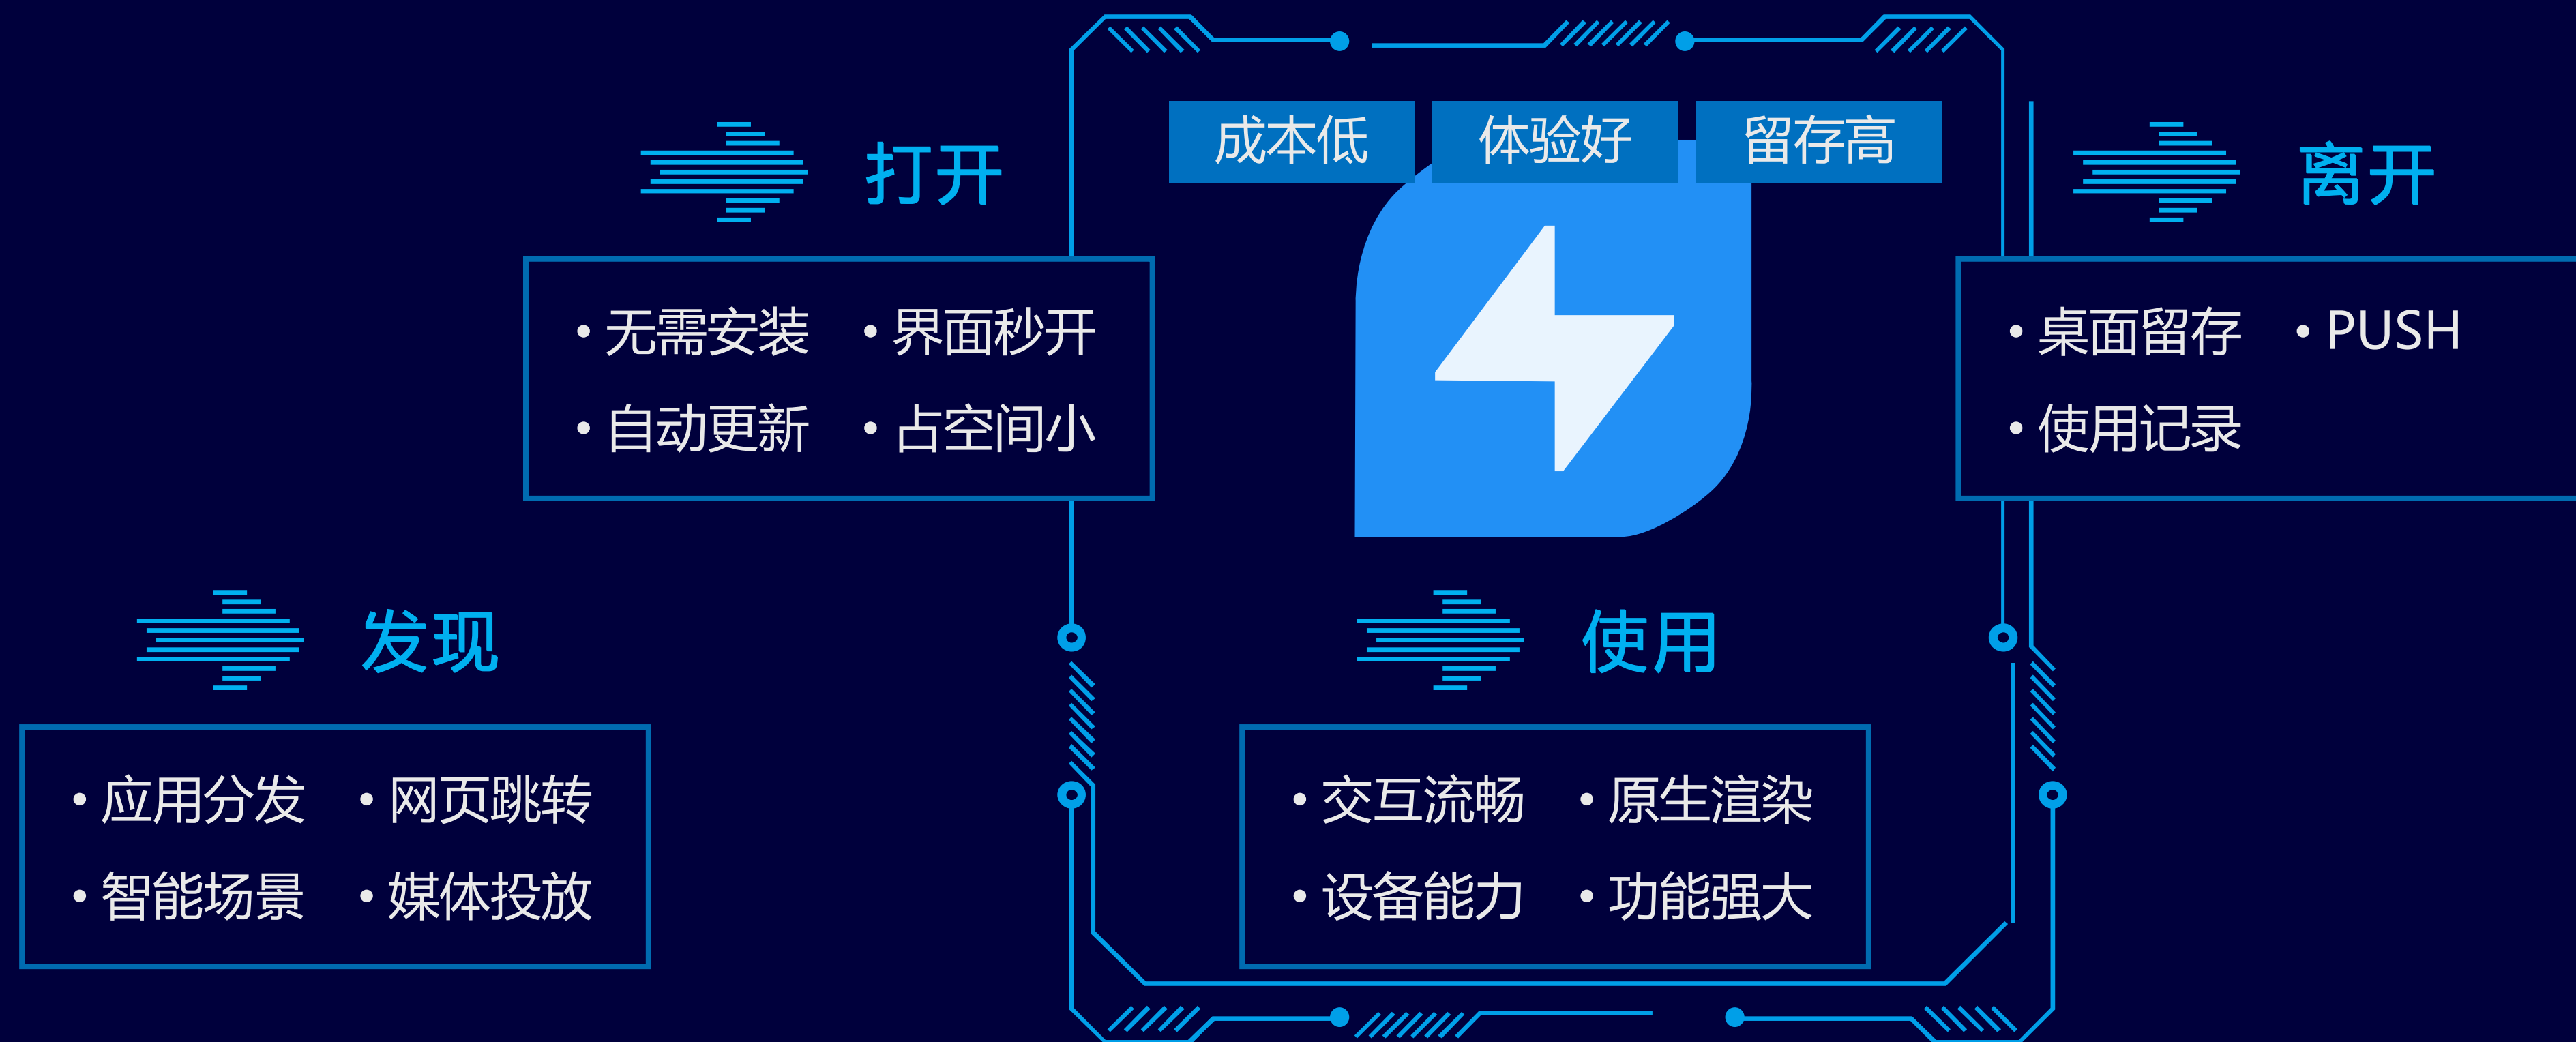 成本低 体验好 留存高
打开
• 无需安装 • 界面秒开
• 自动更新 • 占空间小
离开
• 桌面留存 • PUSH
• 使用记录
发现
• 应用分发 • 网页跳转
• 智能场景 • 媒体投放
使用
• 交互流畅 • 原生渲染
• 设备能力 • 功能强大